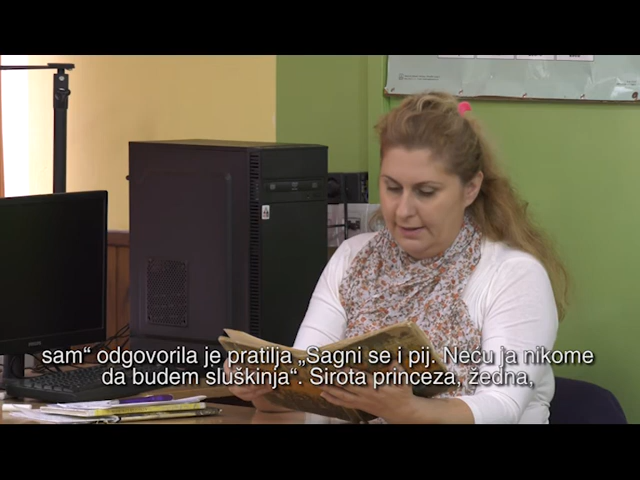 sam“ odgovorila je pratilja „Sagni se i pij. Neću ja nikome
da budem sluškinja“. Sirota princeza, žedna,